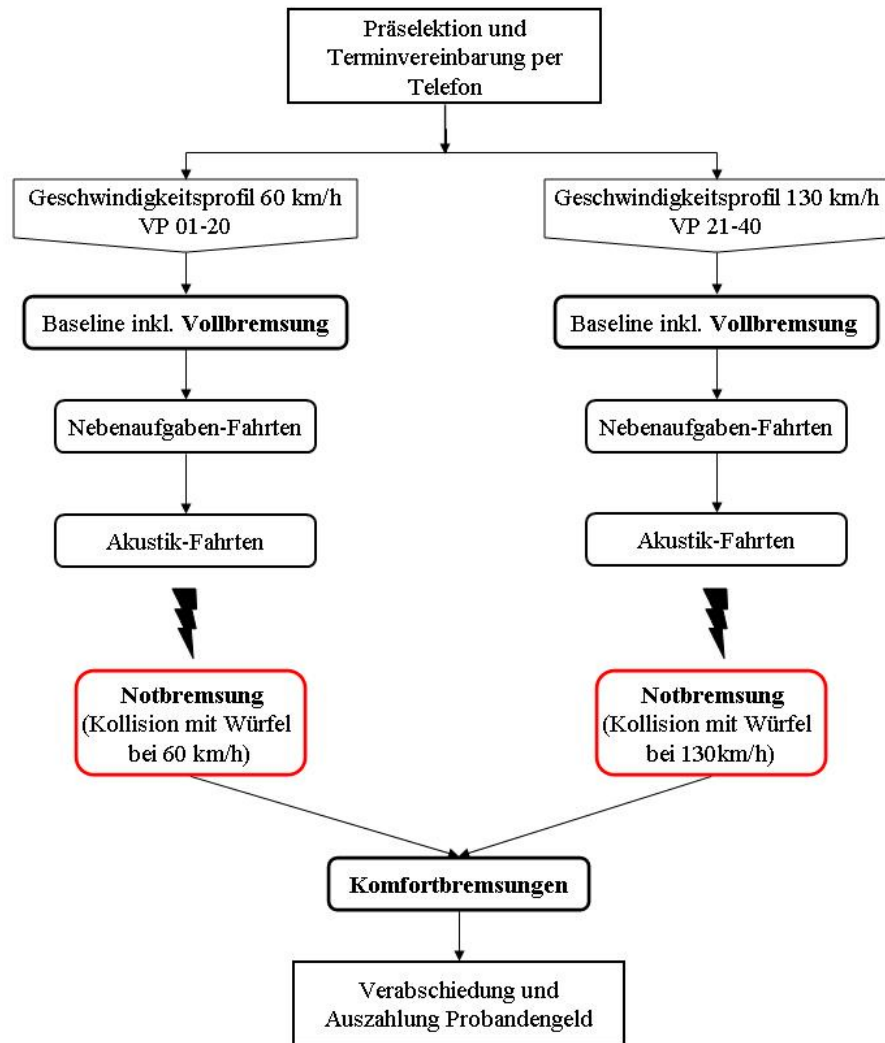 Präselektion und
Terminvereinbarung per
Telefon
Geschwindigkeitsprofil 60 km/h
VP 01-20
Geschwindigkeitsprofil 130 km/h
VP 21-40
Baseline inkl. Vollbremsung
Baseline inkl. Vollbremsung
Nebenaufgaben-Fahrten
Nebenaufgaben-Fahrten
Akustik-Fahrten
Akustik-Fahrten
Notbremsung
(Kollision mit Würfel
bei 60 km/h)
Notbremsung
(Kollision mit Würfel
bei 130km/h)
Komfortbremsungen
Verabschiedung und
Auszahlung Probandengeld